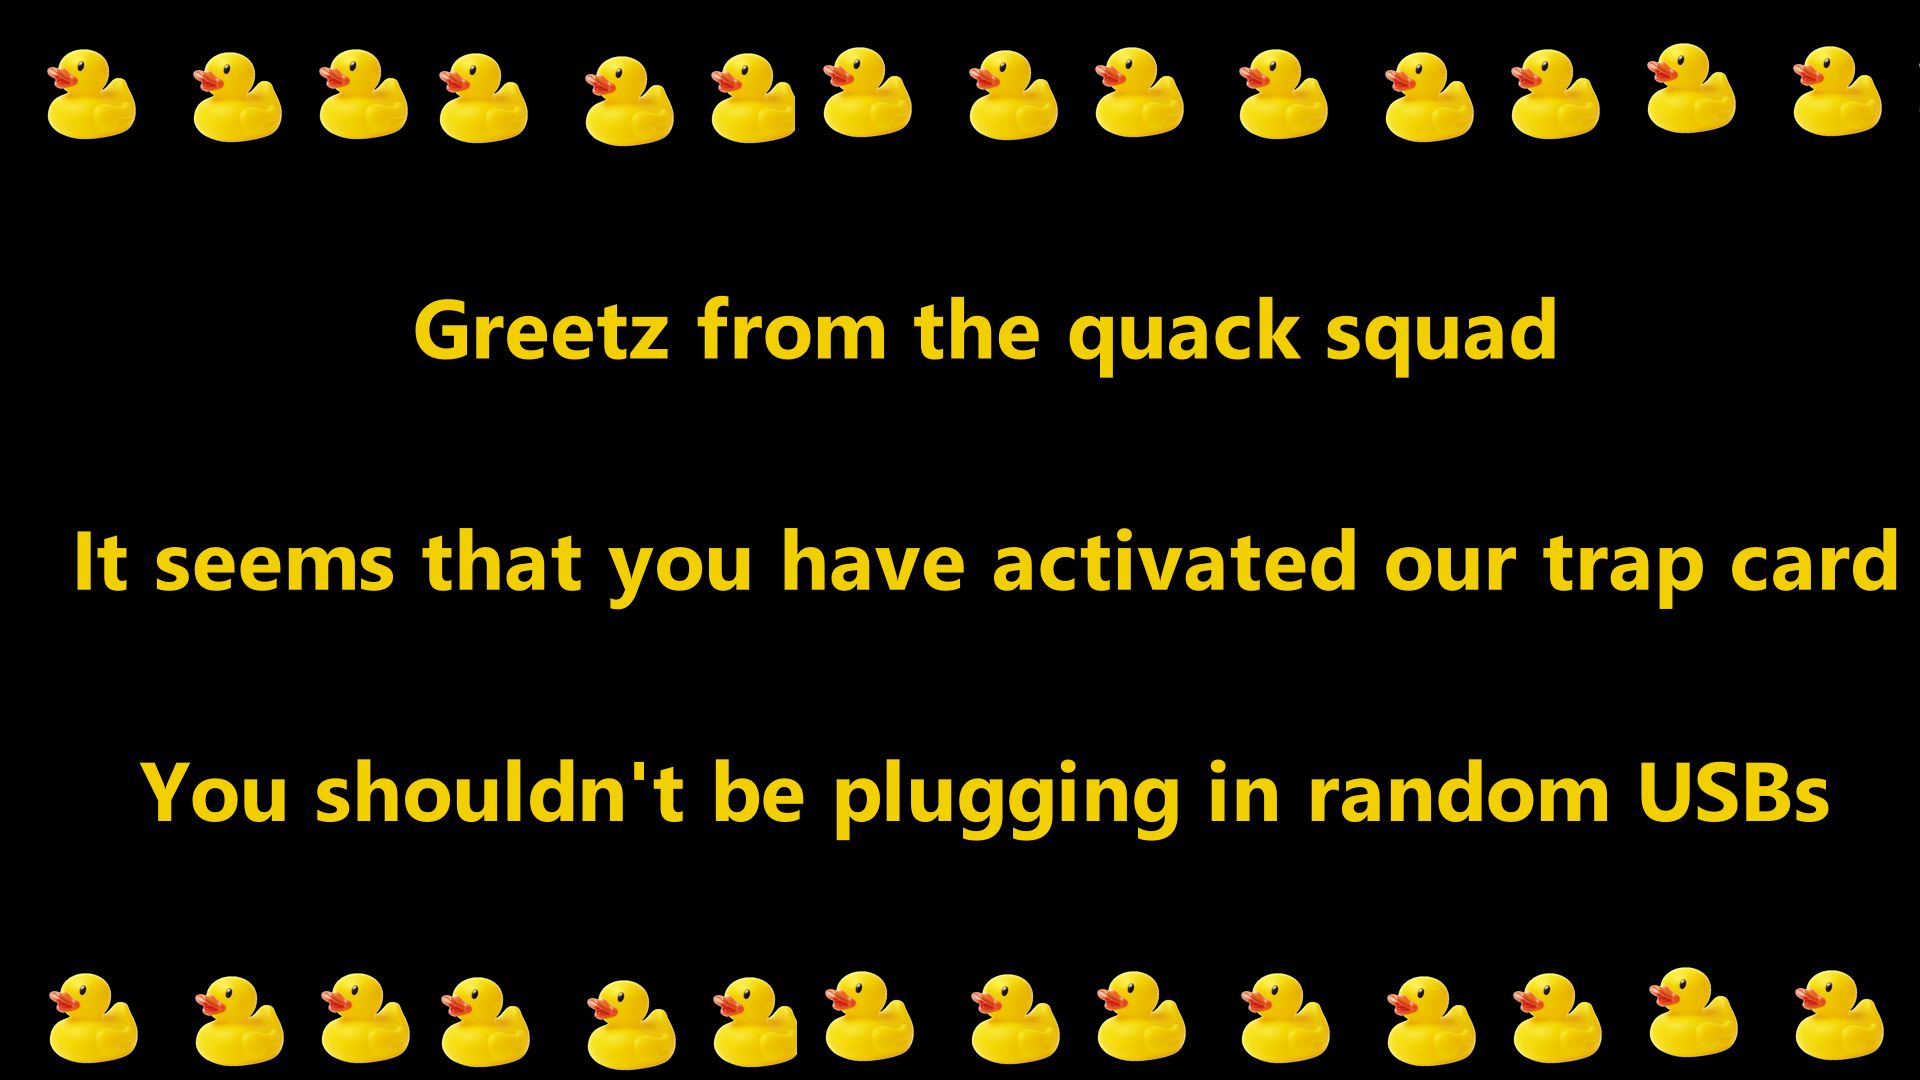 Greetz from the quack squad
It seems that you have activated our trap card
You shouldn't be plugging in random USBs